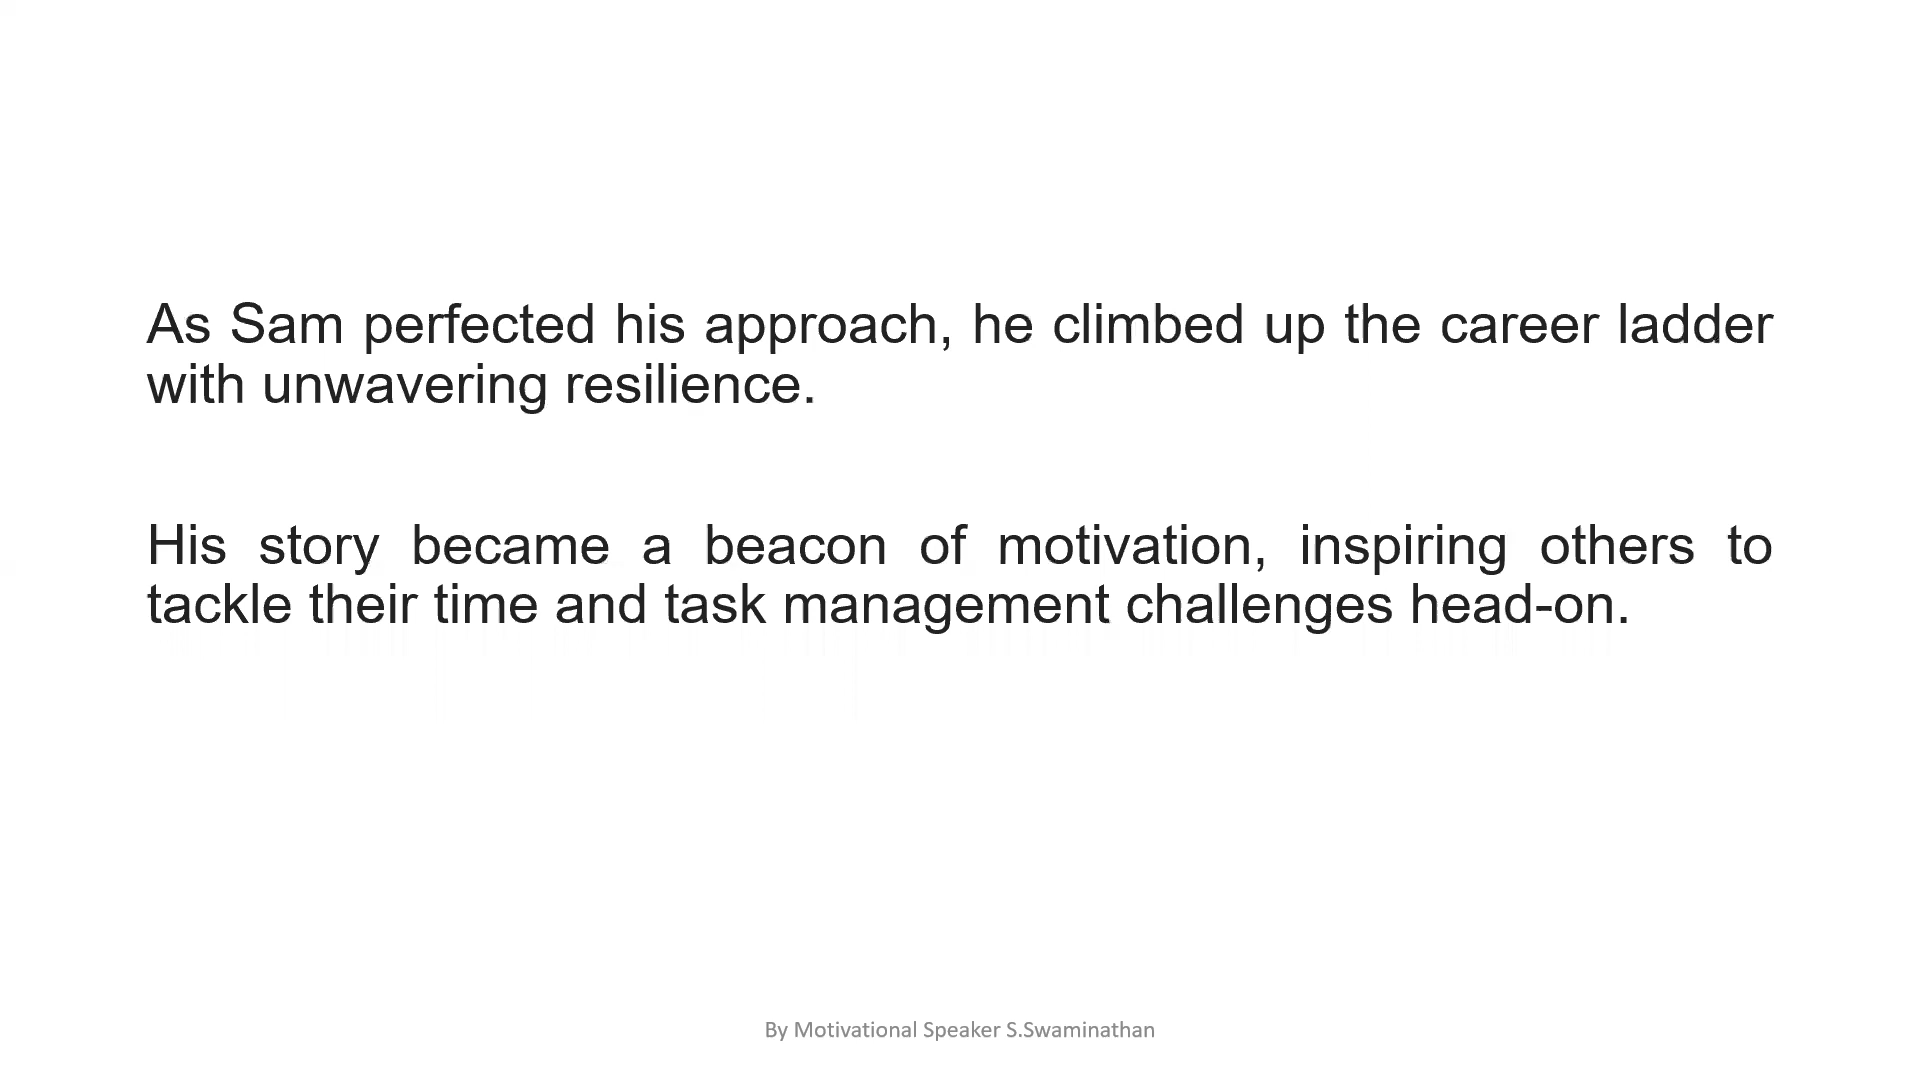 As Sam perfected his approach, he climbed up the career ladder
with unwavering resilience.
His story became a beacon of motivation, inspiring others to
tackle their time and task management challenges head-on.
By Motivational Speaker S.Swaminathan